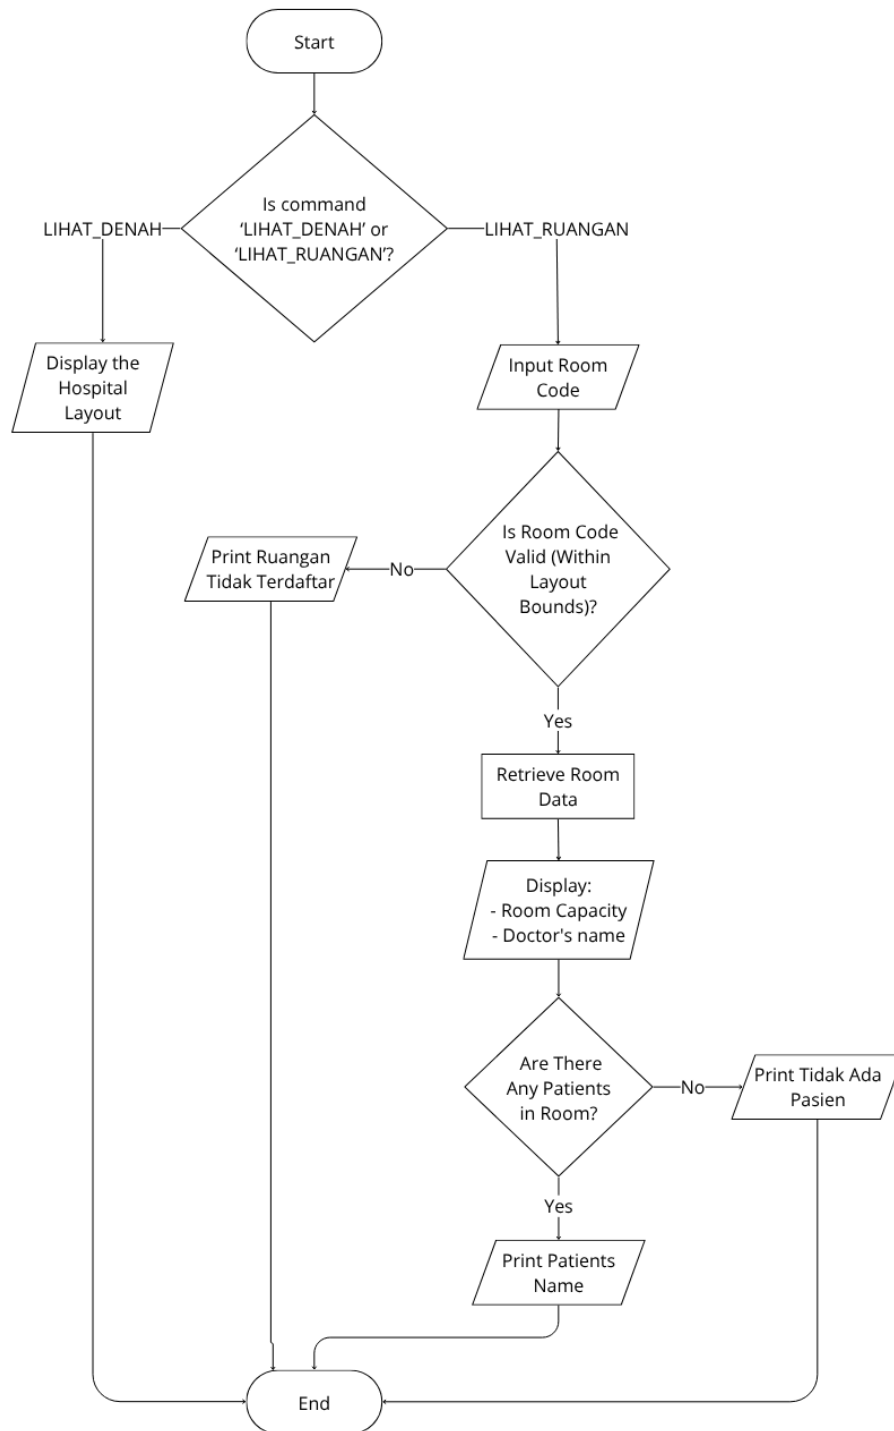 Start
Is command
‘LIHAT_DENAH’ or
‘LIHAT_RUANGAN’?
LIHAT_DENAH
LIHAT_RUANGAN
Display the
Hospital
Layout
Input Room
Code
Is Room Code
Valid (Within
Layout
Bounds)?
No
Print Ruangan
Tidak Terdaftar
Yes
Retrieve Room
Data
Display:
- Room Capacity
- Doctor's name
Are There
Any Patients
in Room?
No
Print Tidak Ada
Pasien
Yes
Print Patients
Name
End